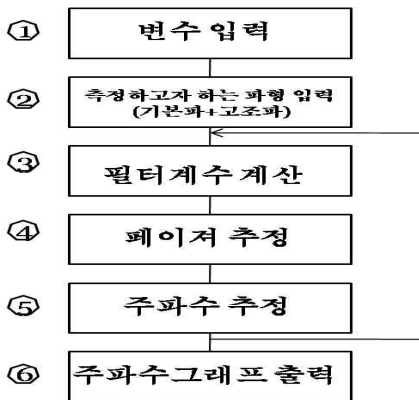 ① 변수 입력
② 측정하고자 하는 파형 입력
(기본파+고조파)
③ 필터계수 계산
④ 페이져 추정
⑤ 주파수 추정
⑥ 주파수그래프 출력